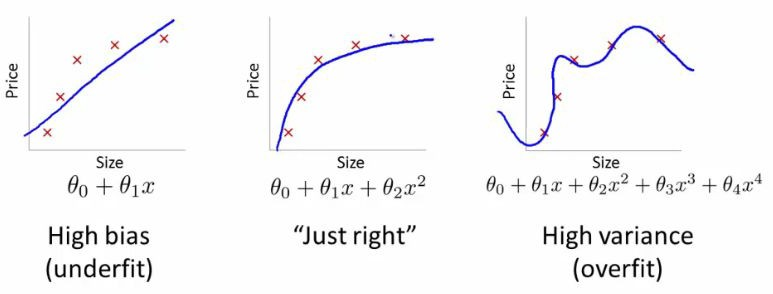 Price
Size
θ₀ + θ₁x
High bias
(underfit)
Price
Size
θ₀ + θ₁x + θ₂x²
“Just right”
Price
Size
θ₀ + θ₁x + θ₂x² + θ₃x³ + θ₄x⁴
High variance
(overfit)